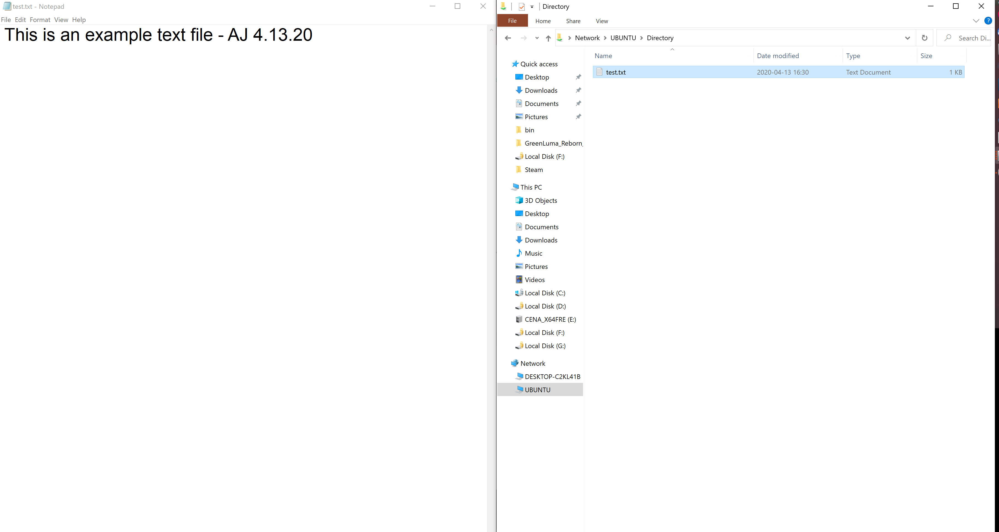 test.txt - Notepad
File Edit Format View Help
This is an example text file - AJ 4.13.20
Directory
File Home Share View
?
Network UBUNTU Directory
Search Di...
Name Date modified Type Size
test.txt 2020-04-13 16:30 Text Document 1 KB
Quick access
Desktop
Downloads
Documents
Pictures
bin
GreenLuma_Reborn_
Local Disk (F:)
Steam
This PC
3D Objects
Desktop
Documents
Downloads
Music
Pictures
Videos
Local Disk (C:)
Local Disk (D:)
CENA_X64FRE (E:)
Local Disk (F:)
Local Disk (G:)
Network
DESKTOP-C2KL41B
UBUNTU